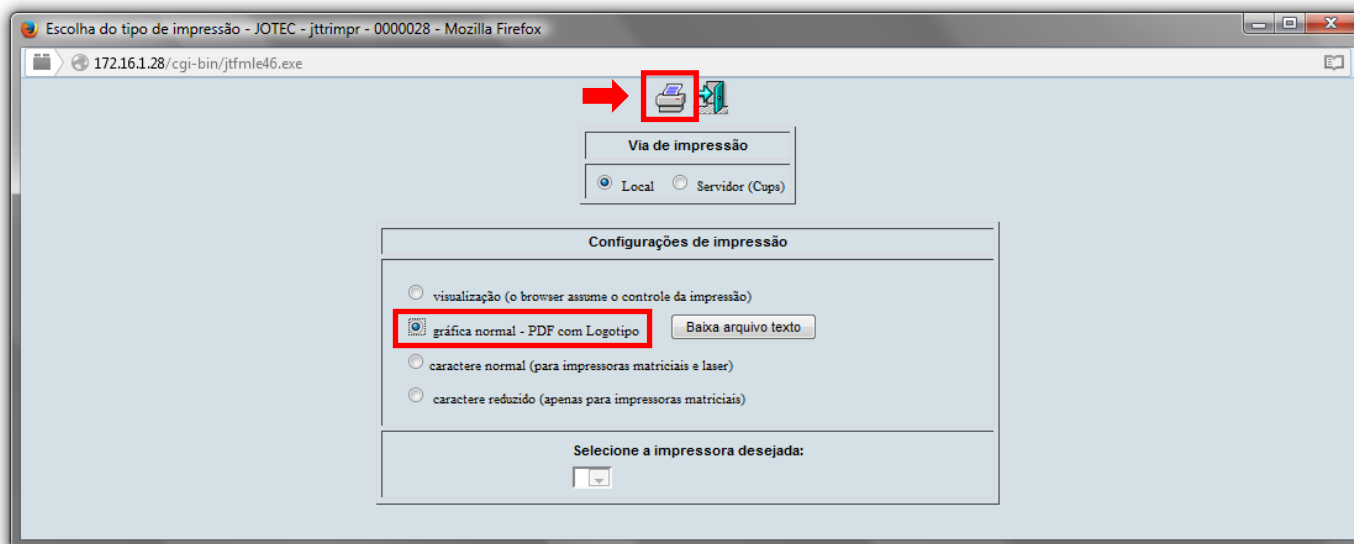 Escolha do tipo de impressão - JOTEC - jttrimpr - 0000028 - Mozilla Firefox
172.16.1.28/cgi-bin/jtfmle46.exe
Via de impressão
Local Servidor (Cups)
Configurações de impressão
visualização (o browser assume o controle da impressão)
gráfica normal - PDF com Logotipo Baixa arquivo texto
caractere normal (para impressoras matriciais e laser)
caractere reduzido (apenas para impressoras matriciais)
Selecione a impressora desejada: